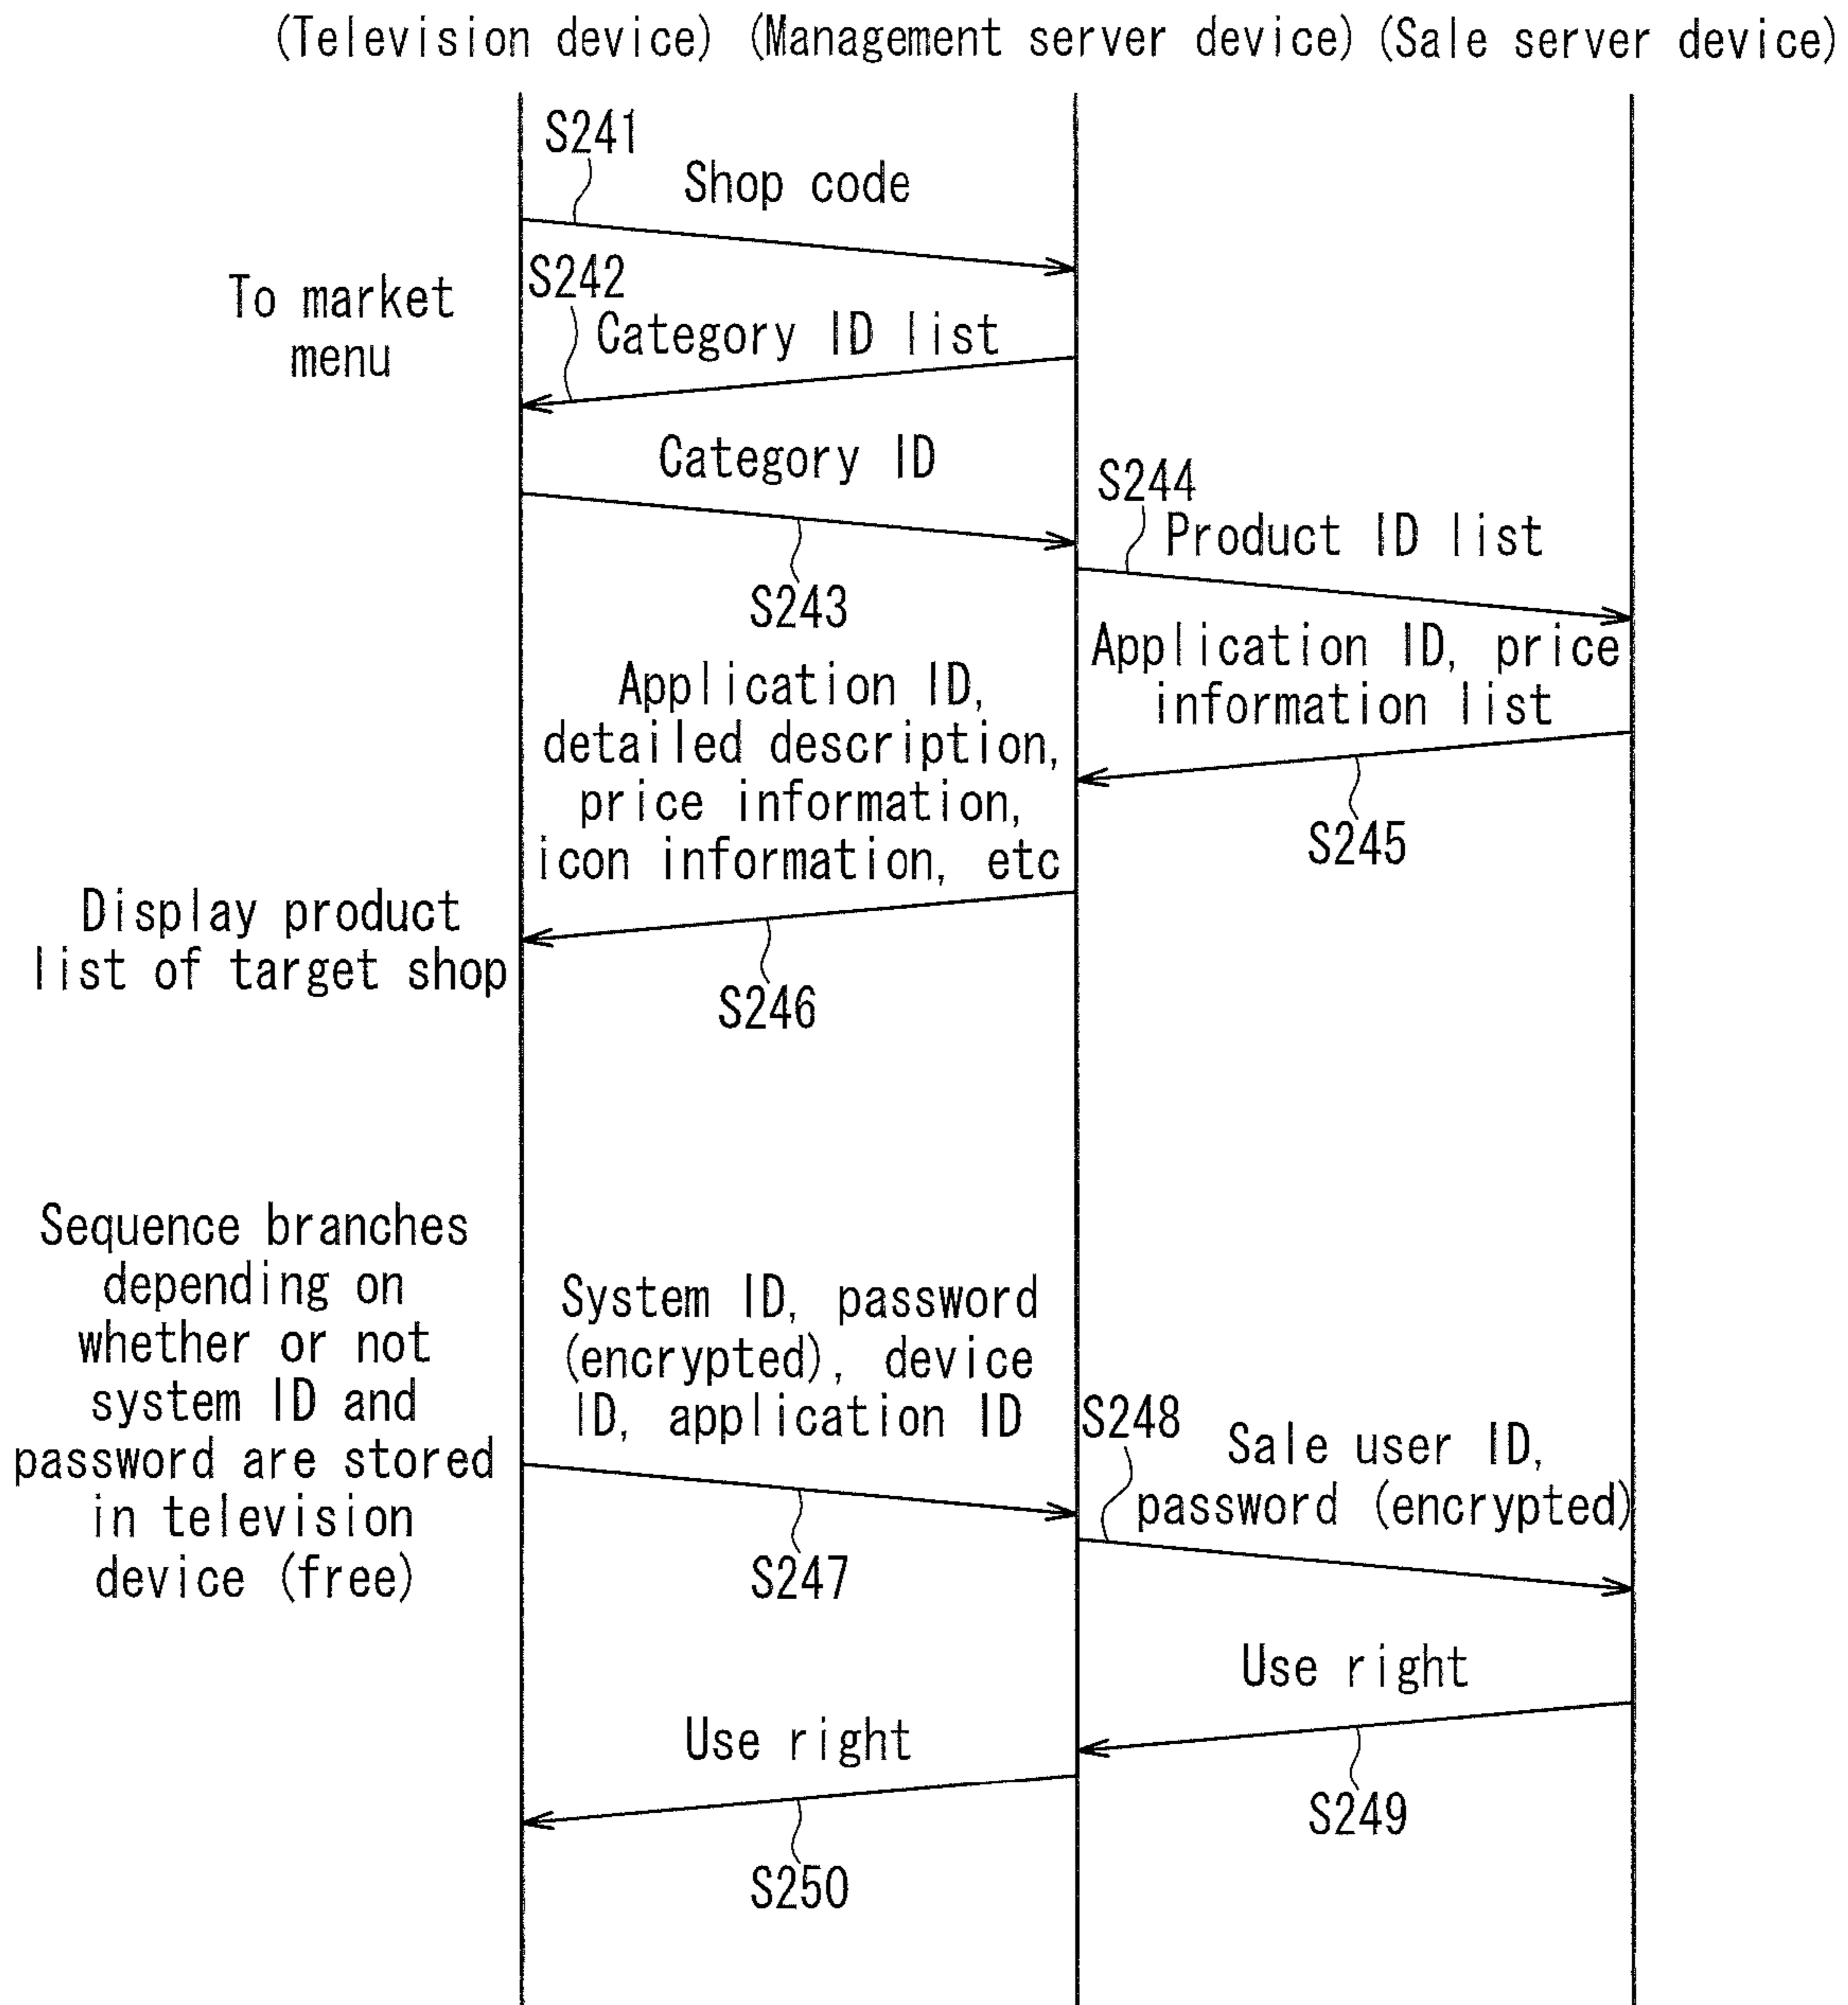 (Television device) (Management server device) (Sale server device)
S241
Shop code
To market
menu
S242
Category ID list
Category ID
S243
S244
Product ID list
Application ID, price
information list
S245
Application ID,
detailed description,
price information,
icon information, etc
Display product
list of target shop
S246
Sequence branches
depending on
whether or not
system ID and
password are stored
in television
device (free)
System ID, password
(encrypted), device
ID, application ID
S247
S248
Sale user ID,
password (encrypted)
Use right
S249
Use right
S250